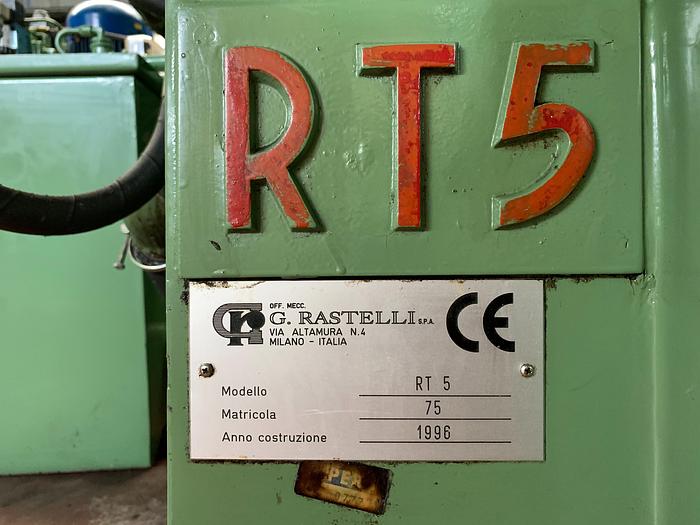 RT5
OFF. MECC.
G. RASTELLI S.P.A.
VIA ALTAMURA N.4
MILANO - ITALIA
CE
Modello RT 5
Matricola 75
Anno costruzione 1996